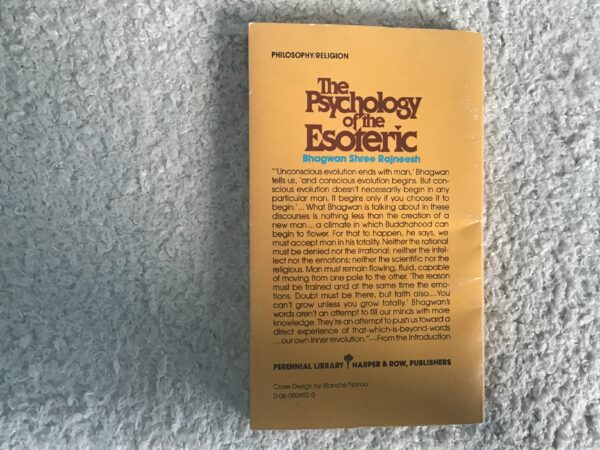 PHILOSOPHY/RELIGION
The
Psychology
of the
Esoteric
Bhagwan Shree Rajneesh
"'Unconscious evolution ends with man,' Bhagwan
tells us, 'and conscious evolution begins. But con-
scious evolution doesn't necessarily begin in any
particular man. It begins only if you choose it to
begin.'... What Bhagwan is talking about in these
discourses is nothing less than the creation of a
new man ... a climate in which Buddhahood can
begin to flower. For that to happen, he says, we
must accept man in his totality. Neither the rational
must be denied nor the irrational; neither the intel-
lect nor the emotions; neither the scientific nor the
religious. Man must remain flowing, fluid, capable
of moving from one pole to the other. 'The reason
must be trained and at the same time the emo-
tions. Doubt must be there, but faith also....You
can't grow unless you grow totally.' Bhagwan's
words aren't an attempt to fill our minds with more
knowledge. They're an attempt to push us toward a
direct experience of that-which-is-beyond-words
...our own inner revolution."—From the Introduction
PERENNIAL LIBRARY HARPER & ROW, PUBLISHERS
Cover Design by Blanche Nonoo
0-06-080492-0